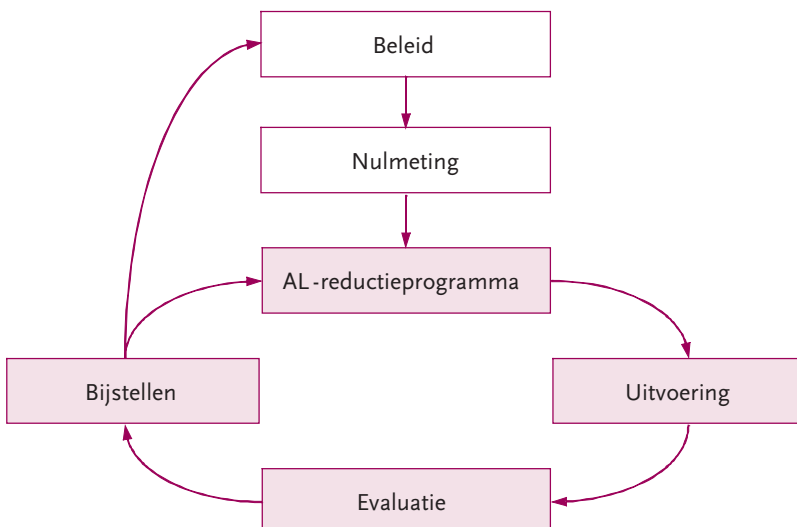 Beleid
Nulmeting
AL-reductieprogramma
Bijstellen
Uitvoering
Evaluatie